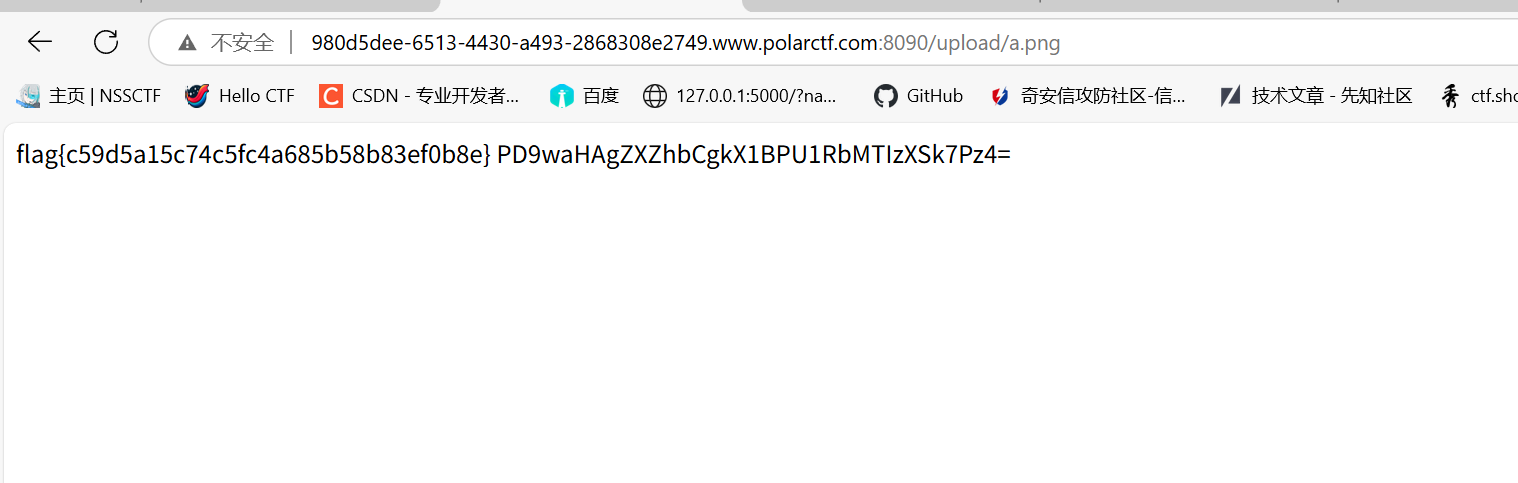 不安全 980d5dee-6513-4430-a493-2868308e2749.www.polarctf.com:8090/upload/a.png
主页 | NSSCTF Hello CTF CSDN - 专业开发者... 百度 127.0.0.1:5000/?na... GitHub 奇安信攻防社区-信... 技术文章 - 先知社区 ctf.sho
flag{c59d5a15c74c5fc4a685b58b83ef0b8e} PD9waHAgZXZhbCgkX1BPU1RbMTIzXSk7Pz4=